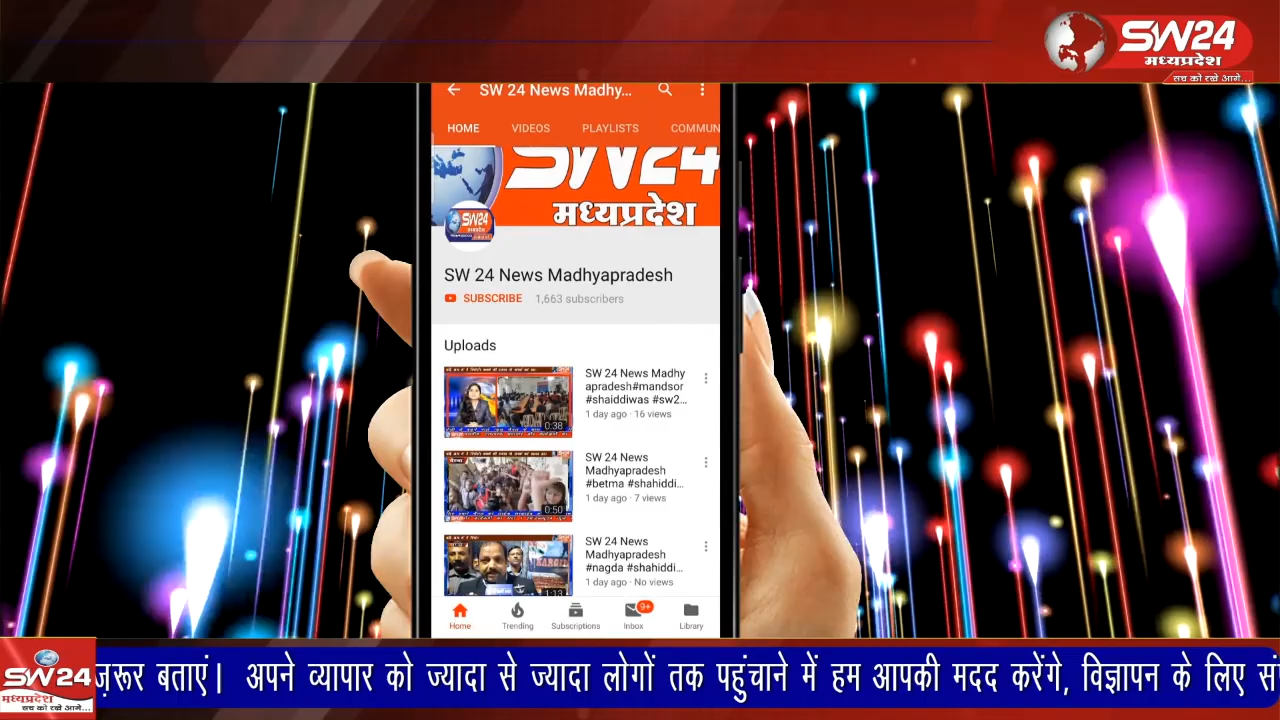 SW24
मध्यप्रदेश
सच को रखे आगे...
SW 24 News Madhy...
HOME VIDEOS PLAYLISTS COMMUN
SW24
मध्यप्रदेश
SW24
SW 24 News Madhyapradesh
SUBSCRIBE 1,663 subscribers
Uploads
SW 24 News Madhy
apradesh#mandsor
#shaiddiwas #sw2...
1 day ago · 16 views
0:38
SW 24 News
Madhyapradesh
#betma #shahiddi...
1 day ago · 7 views
0:50
SW 24 News
Madhyapradesh
#nagda #shahiddi...
1 day ago · No views
1:13
9+
Home Trending Subscriptions Inbox Library
SW24
मध्यप्रदेश
सच को रखे आगे...
ज़रूर बताएं। अपने व्यापार को ज्यादा से ज्यादा लोगों तक पहुंचाने में हम आपकी मदद करेंगे, विज्ञापन के लिए सं